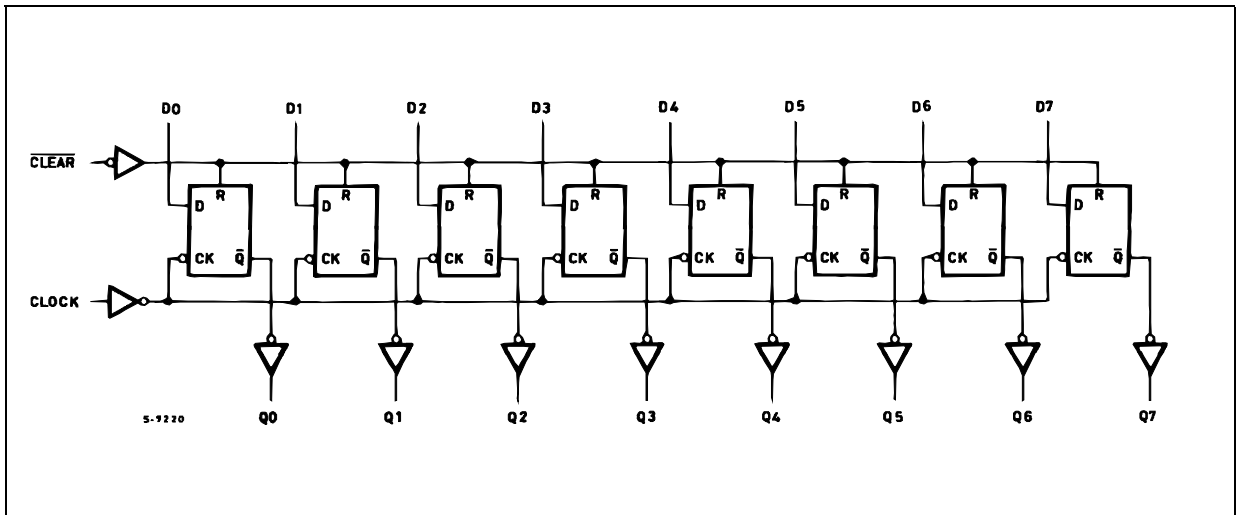 D0 D1 D2 D3 D4 D5 D6 D7
CLEAR
R R R R R R R R
D D D D D D D D
CK Q̅ CK Q̅ CK Q̅ CK Q̅ CK Q̅ CK Q̅ CK Q̅ CK Q̅
CLOCK
S-9220 Q0 Q1 Q2 Q3 Q4 Q5 Q6 Q7